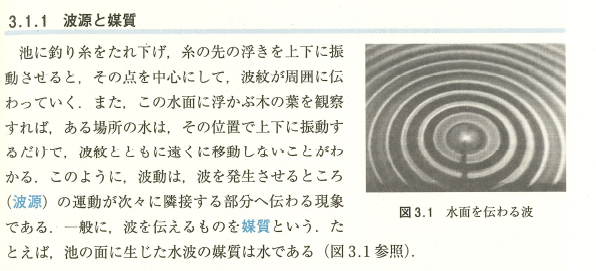 3.1.1 波源と媒質
池に釣り糸をたれ下げ，糸の先の浮きを上下に振
動させると，その点を中心にして，波紋が周囲に伝
わっていく．また，この水面に浮かぶ木の葉を観察
すれば，ある場所の水は，その位置で上下に振動す
るだけで，波紋とともに遠くに移動しないことがわ
かる．このように，波動は，波を発生させるところ
（波源）の運動が次々に隣接する部分へ伝わる現象
である．一般に，波を伝えるものを媒質という．た
とえば，池の面に生じた水波の媒質は水である（図3.1参照）．
図3.1 水面を伝わる波